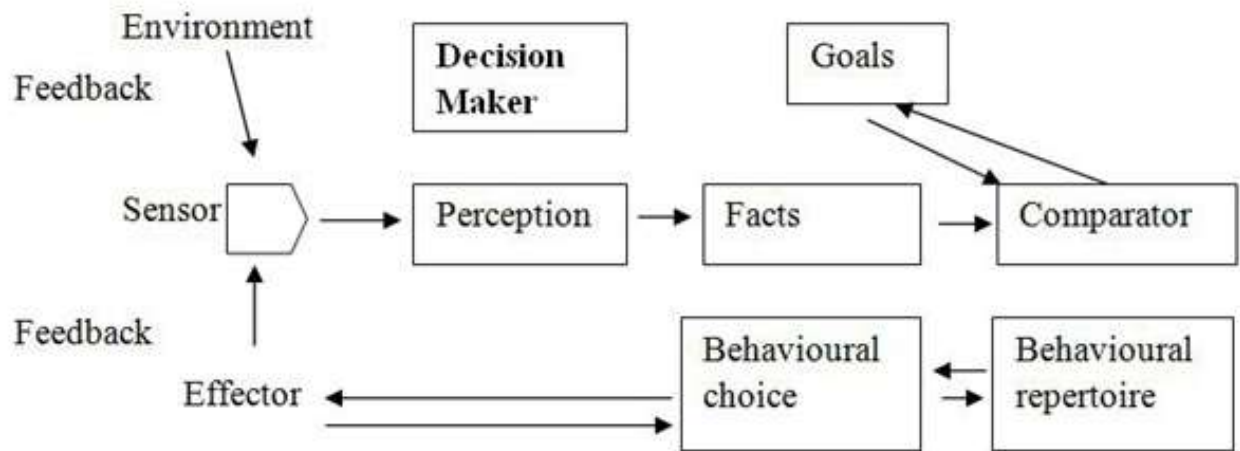 Environment
Feedback
Decision
Maker
Goals
Sensor
Perception
Facts
Comparator
Feedback
Effector
Behavioural
choice
Behavioural
repertoire